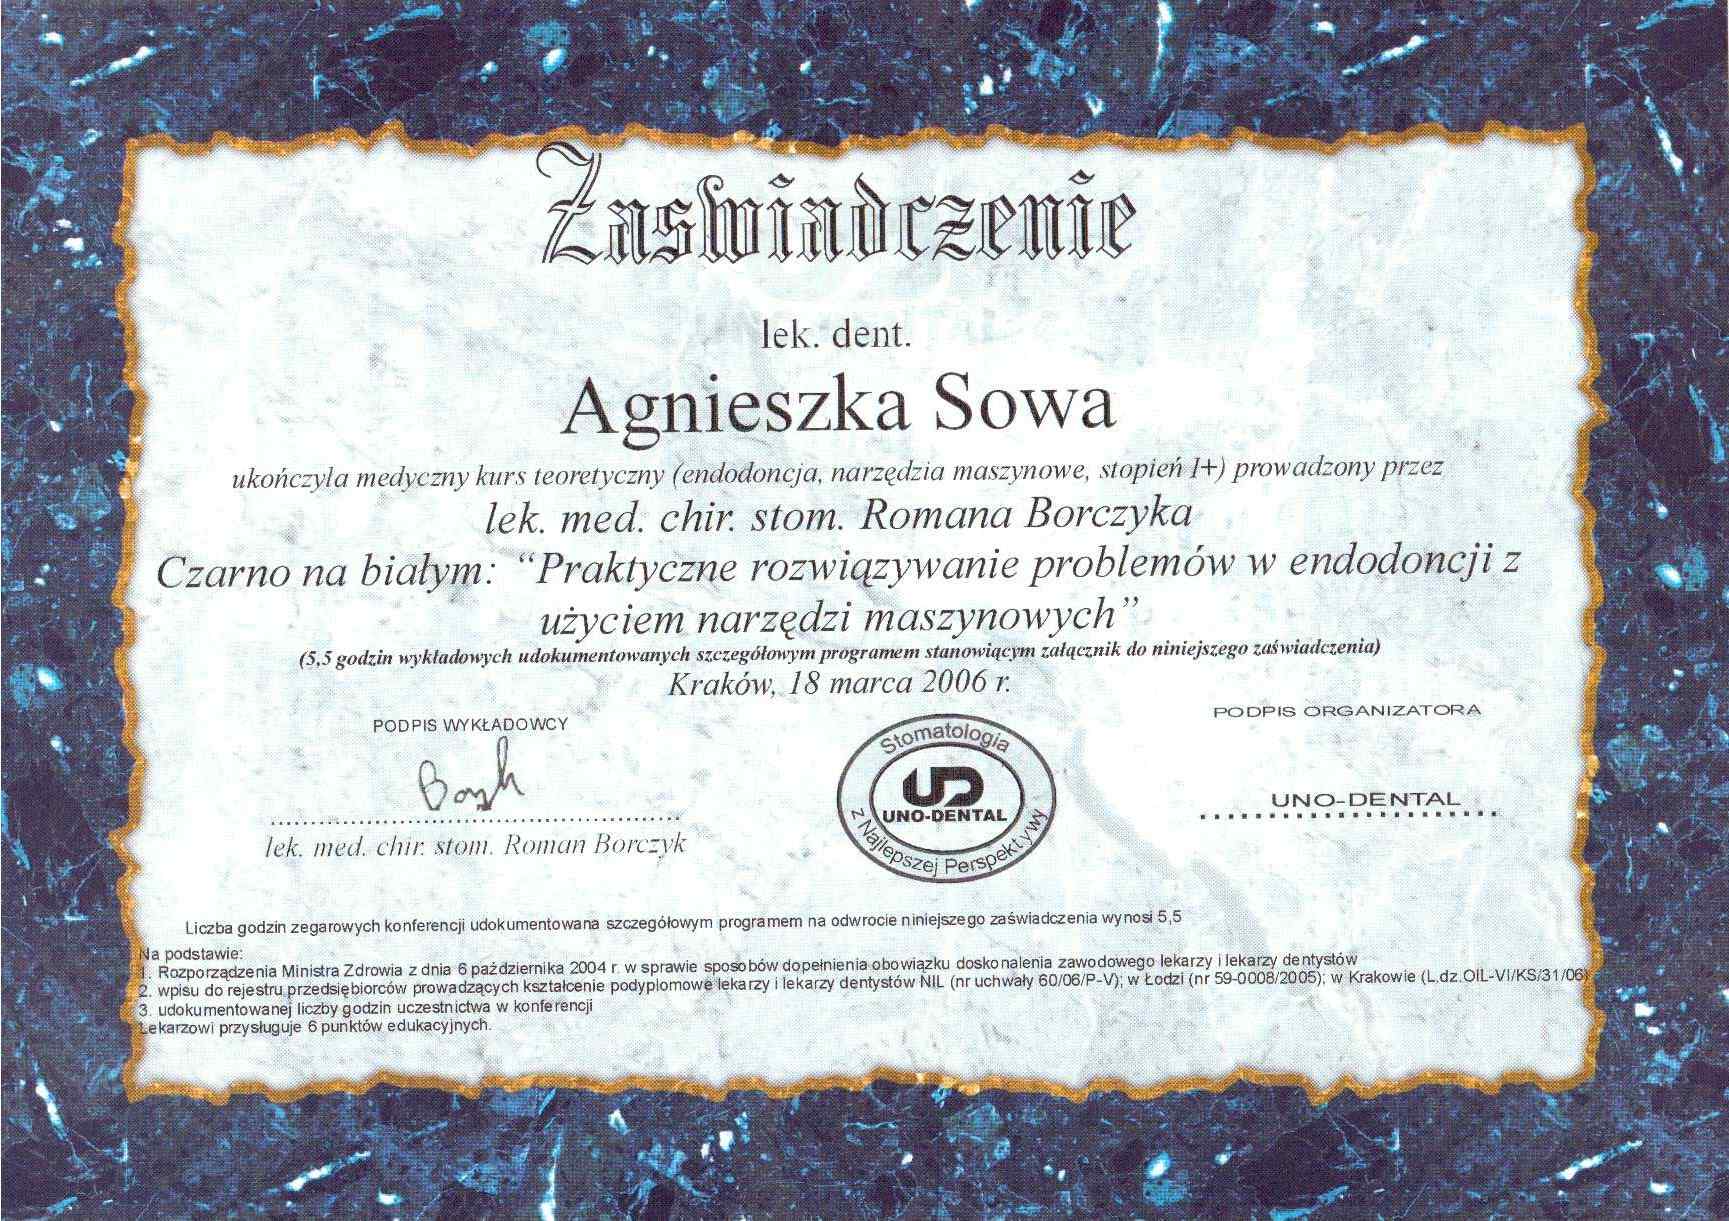 Zaswiadczenie
lek. dent.
Agnieszka Sowa
ukończyla medyczny kurs teoretyczny (endodoncja, narzędzia maszynowe, stopień I+) prowadzony przez
lek. med. chir. stom. Romana Borczyka
Czarno na białym: “Praktyczne rozwiązywanie problemów w endodoncji z
użyciem narzędzi maszynowych”
(5,5 godzin wykładowych udokumentowanych szczegółowym programem stanowiącym załącznik do niniejszego zaświadczenia)
Kraków, 18 marca 2006 r.
PODPIS WYKŁADOWCY
PODPIS ORGANIZATORA
Stomatologia
UD
UNO-DENTAL
z Najlepszej Perspektywy
UNO-DENTAL
lek. med. chir. stom. Roman Borczyk
Liczba godzin zegarowych konferencji udokumentowana szczegółowym programem na odwrocie niniejszego zaświadczenia wynosi 5,5
Na podstawie:
1. Rozporządzenia Ministra Zdrowia z dnia 6 października 2004 r. w sprawie sposobów dopełnienia obowiązku doskonalenia zawodowego lekarzy i lekarzy dentystów
2. wpisu do rejestru przedsiębiorców prowadzących kształcenie podyplomowe lekarzy i lekarzy dentystów NIL (nr uchwały 60/06/P-V); w Łodzi (nr 59-0008/2005); w Krakowie (L.dz.OIL-VI/KS/31/06)
3. udokumentowanej liczby godzin uczestnictwa w konferencji
Lekarzowi przysługuje 6 punktów edukacyjnych.